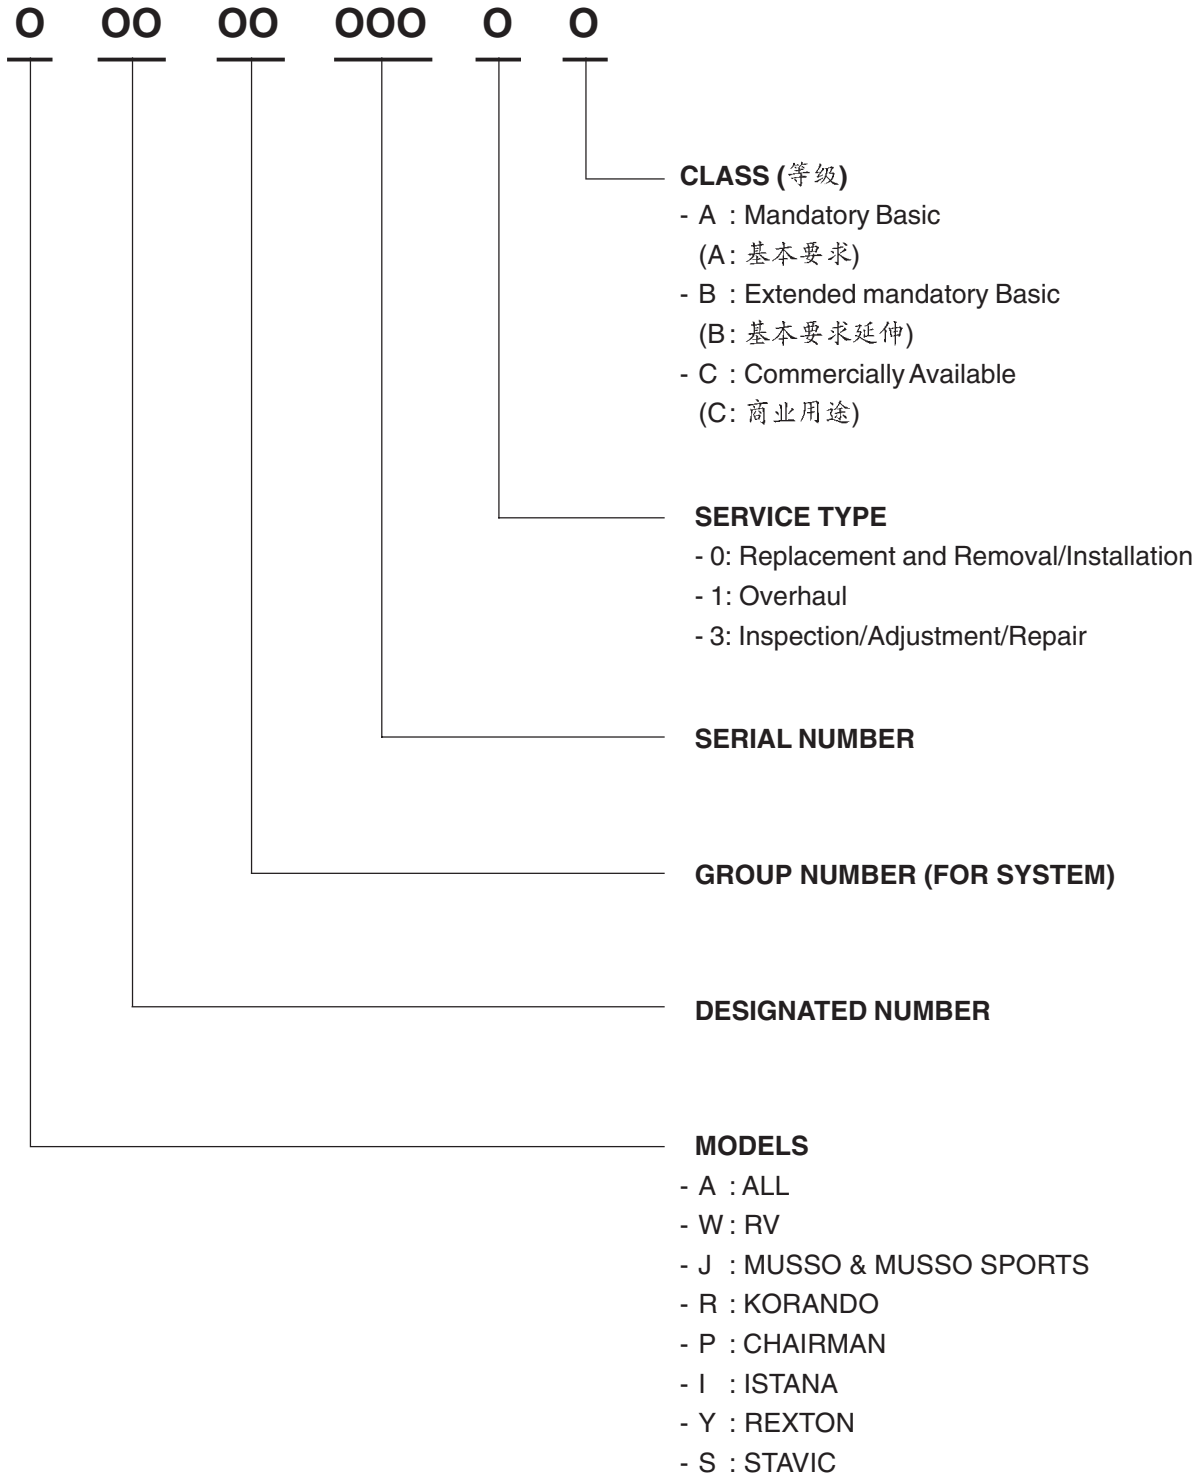 O OO OO OOO O O
CLASS (等级)
- A : Mandatory Basic
(A: 基本要求)
- B : Extended mandatory Basic
(B: 基本要求延伸)
- C : Commercially Available
(C: 商业用途)
SERVICE TYPE
- 0: Replacement and Removal/Installation
- 1: Overhaul
- 3: Inspection/Adjustment/Repair
SERIAL NUMBER
GROUP NUMBER (FOR SYSTEM)
DESIGNATED NUMBER
MODELS
- A : ALL
- W : RV
- J : MUSSO & MUSSO SPORTS
- R : KORANDO
- P : CHAIRMAN
- I : ISTANA
- Y : REXTON
- S : STAVIC